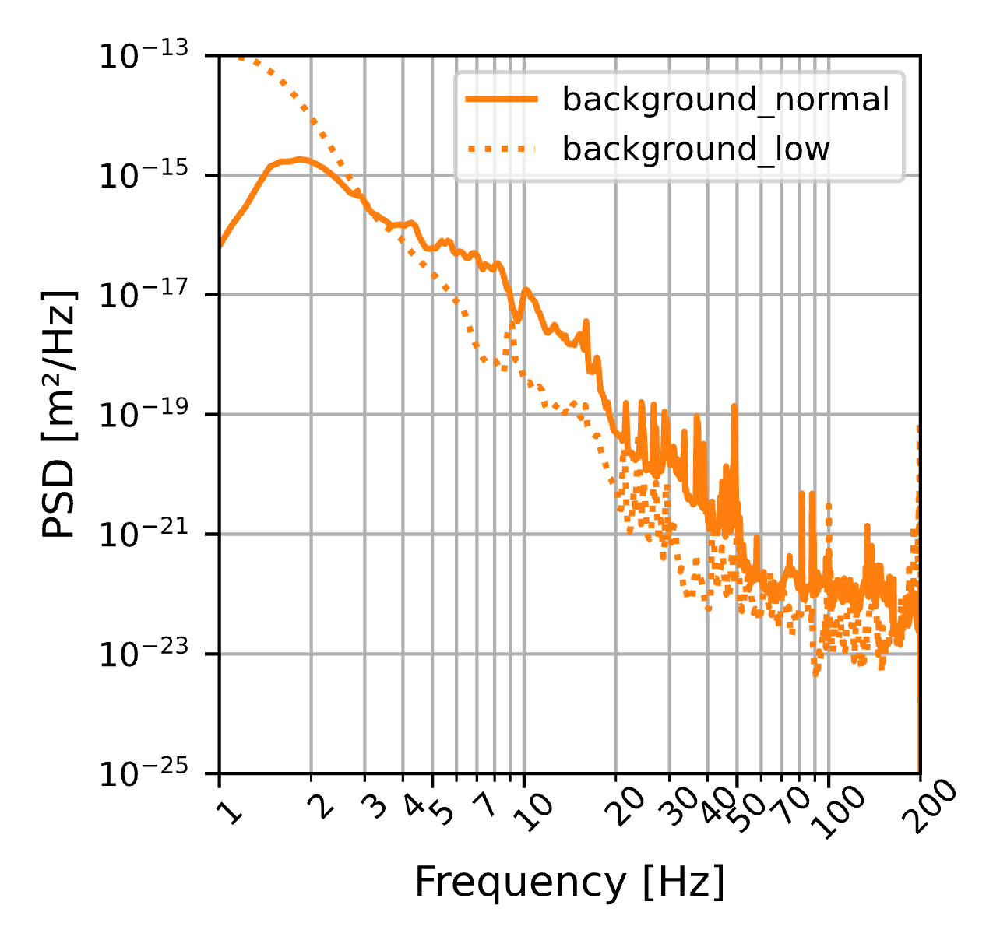 background_normal
background_low
10⁻¹³
10⁻¹⁵
10⁻¹⁷
10⁻¹⁹
10⁻²¹
10⁻²³
10⁻²⁵
PSD [m²/Hz]
1 2 3 4 5 7 10 20 30 40 50 70 100 200
Frequency [Hz]